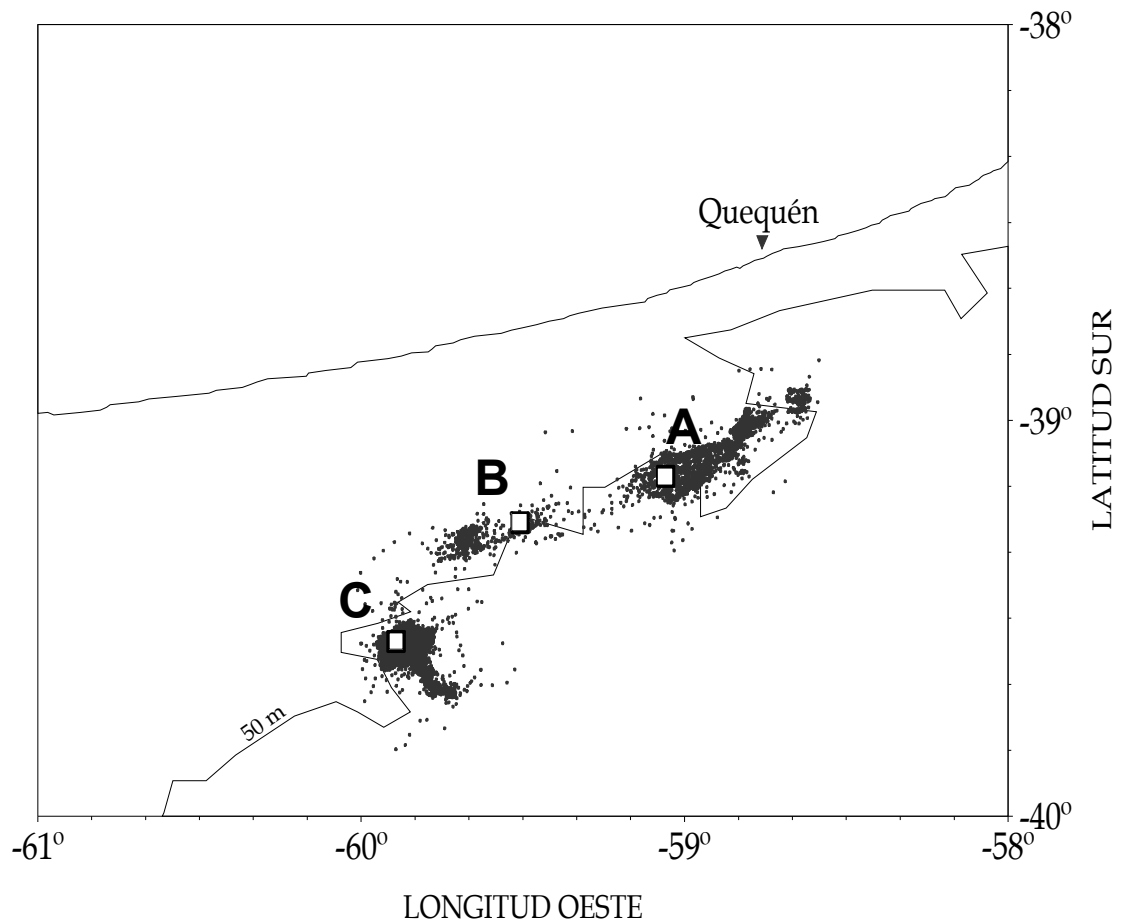 -38º
Quequén
A
-39º
B
C
50 m
-40º
-61º
-60º
-59º
-58º
LATITUD SUR
LONGITUD OESTE